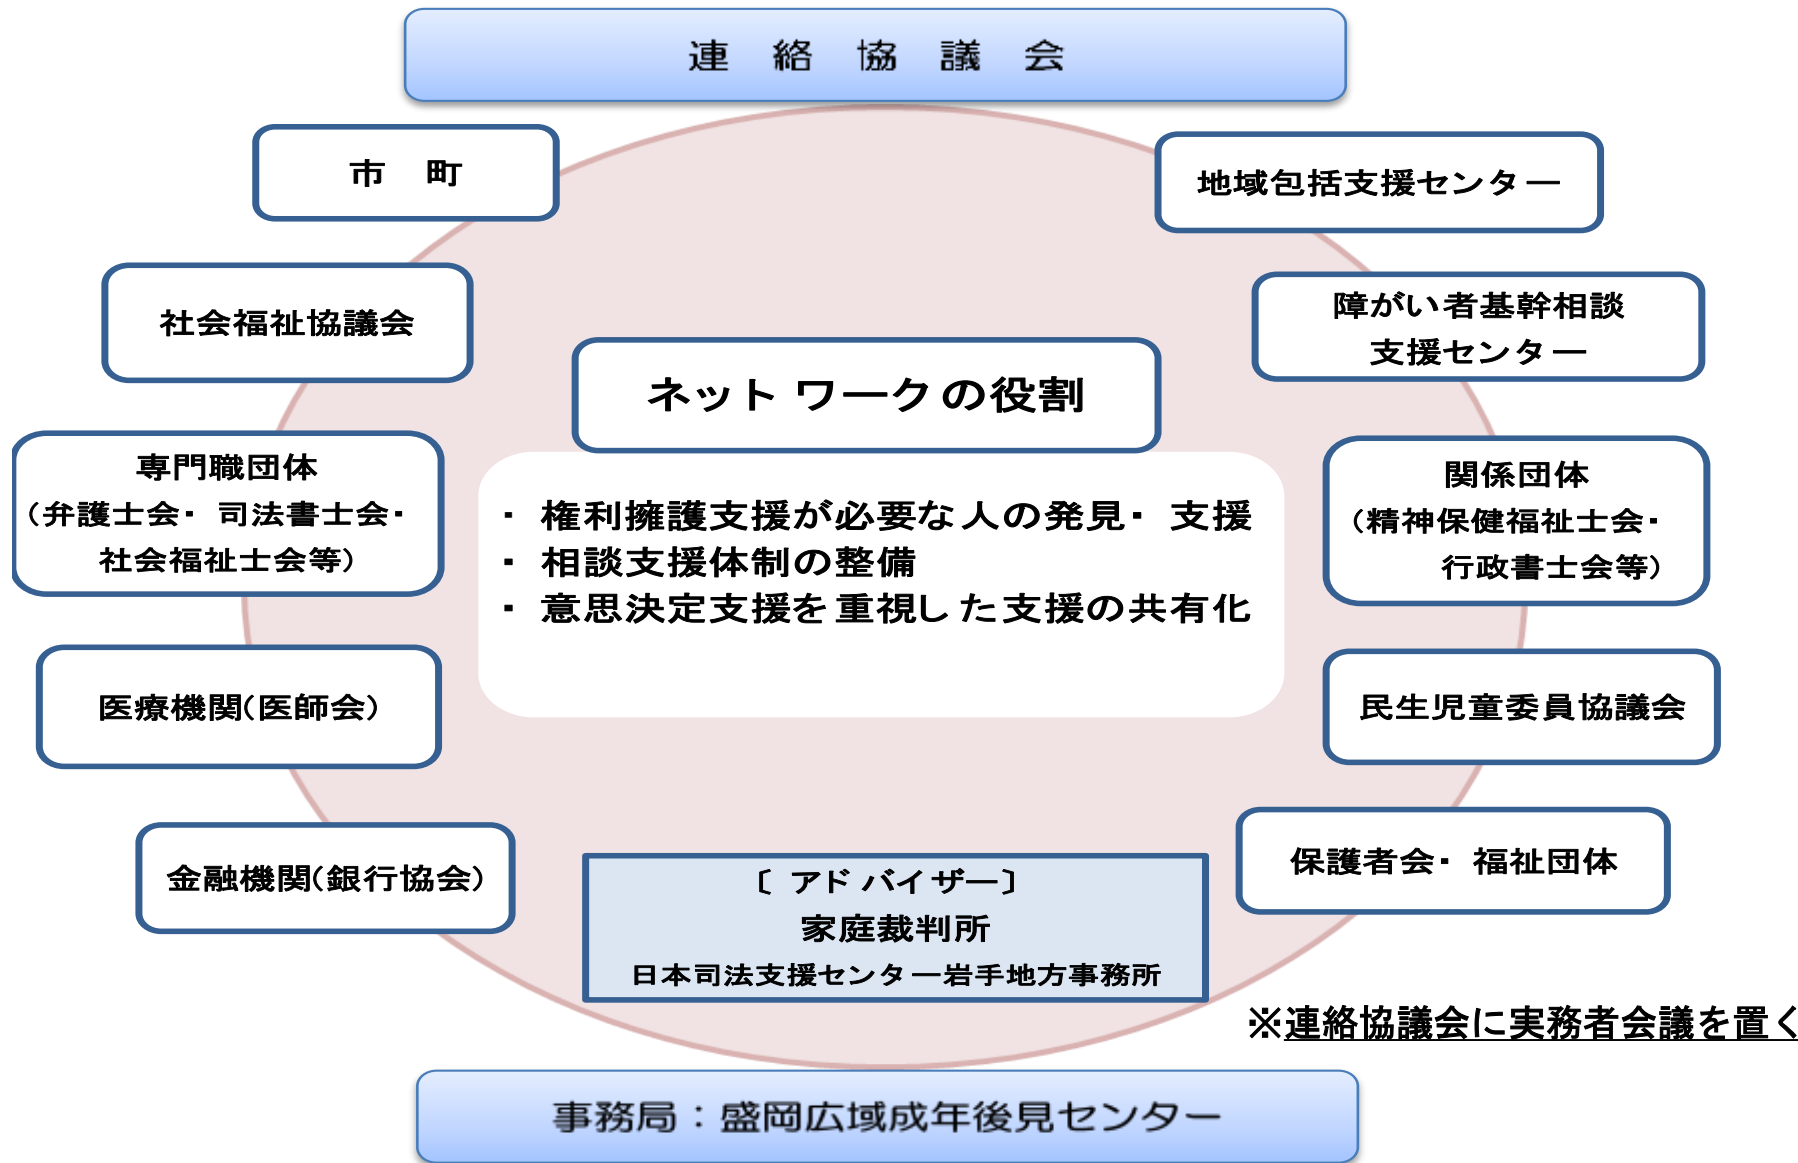 連 絡 協 議 会
市 町
地域包括支援センター
社会福祉協議会
障がい者基幹相談
支援センター
ネットワークの役割
専門職団体
(弁護士会・司法書士会・
社会福祉士会等)
関係団体
(精神保健福祉士会・
行政書士会等)
・ 権利擁護支援が必要な人の発見・支援
・ 相談支援体制の整備
・ 意思決定支援を重視した支援の共有化
医療機関(医師会)
民生児童委員協議会
金融機関(銀行協会)
保護者会・福祉団体
〔アドバイザー〕
家庭裁判所
日本司法支援センター岩手地方事務所
※連絡協議会に実務者会議を置く
事務局：盛岡広域成年後見センター